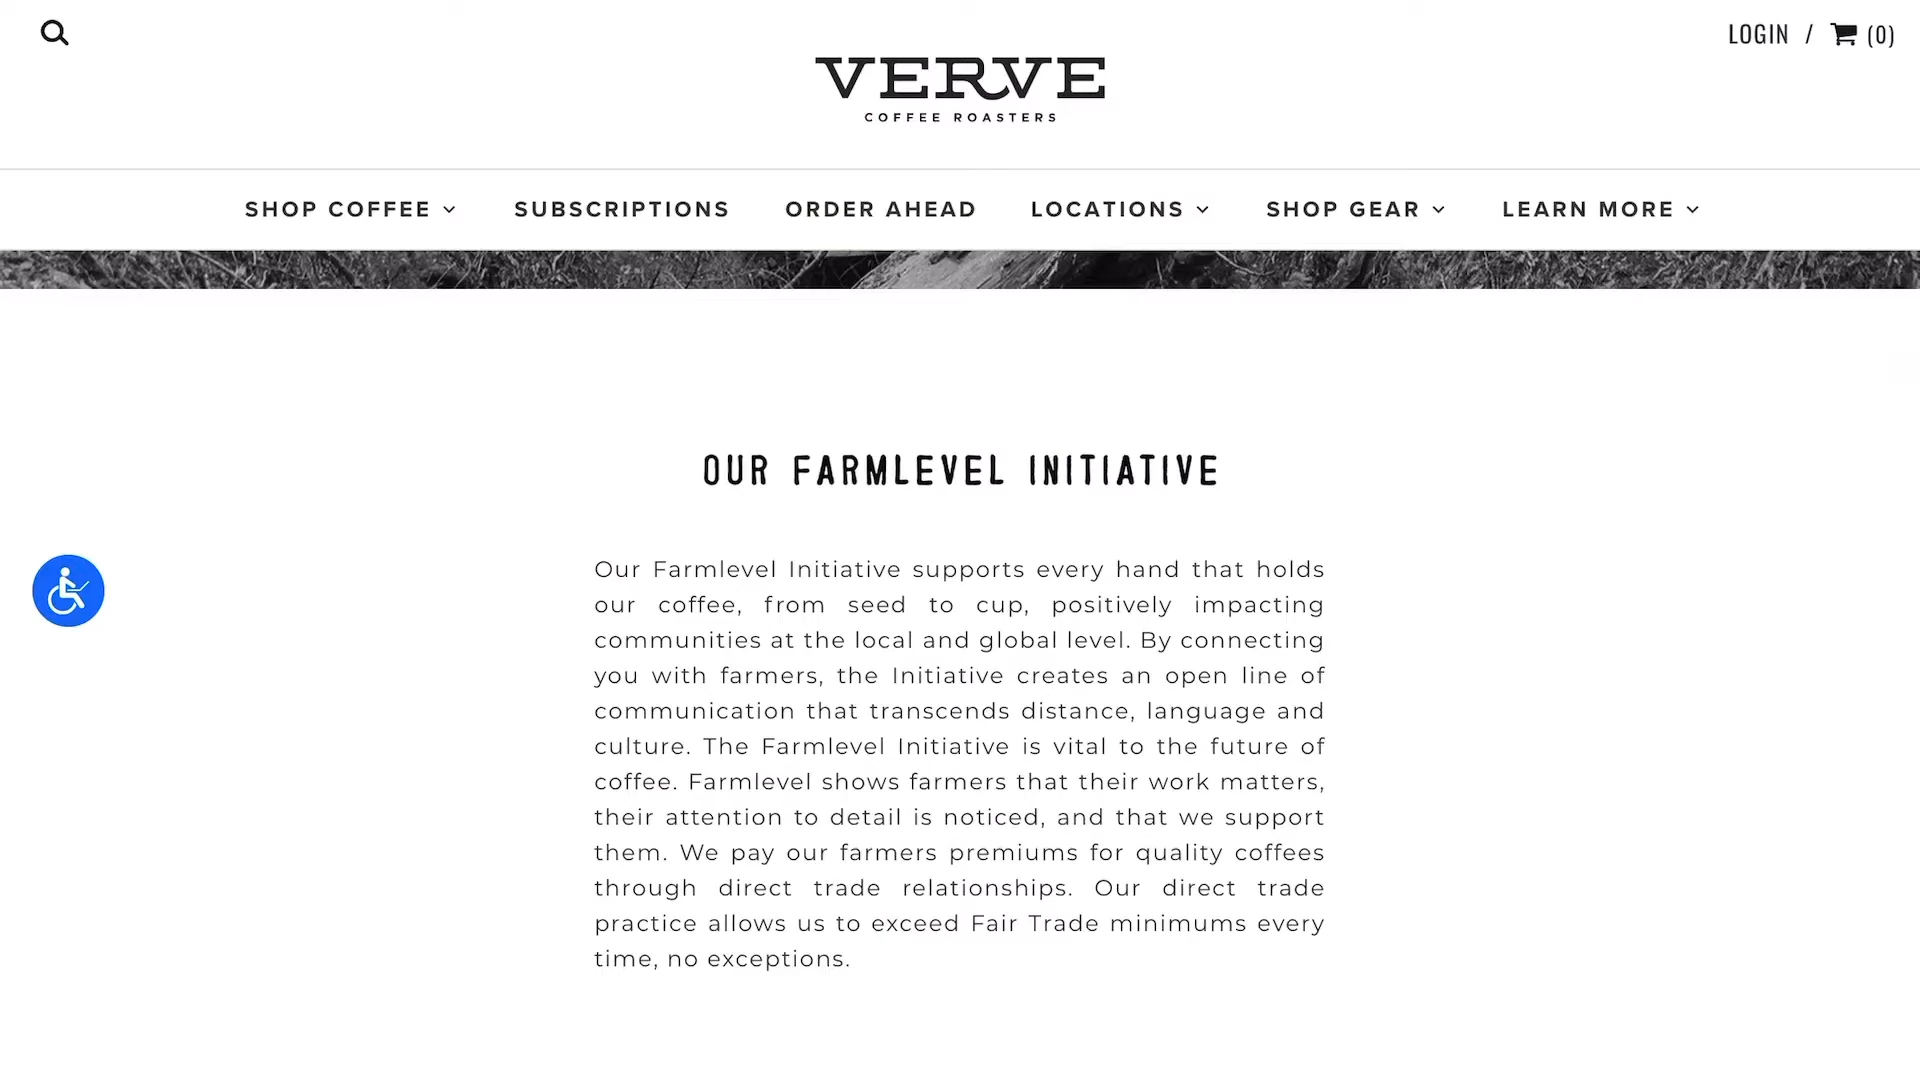 LOGIN / (0)
VERVE
COFFEE ROASTERS
SHOP COFFEE SUBSCRIPTIONS ORDER AHEAD LOCATIONS SHOP GEAR LEARN MORE
OUR FARMLEVEL INITIATIVE
Our Farmlevel Initiative supports every hand that holds
our coffee, from seed to cup, positively impacting
communities at the local and global level. By connecting
you with farmers, the Initiative creates an open line of
communication that transcends distance, language and
culture. The Farmlevel Initiative is vital to the future of
coffee. Farmlevel shows farmers that their work matters,
their attention to detail is noticed, and that we support
them. We pay our farmers premiums for quality coffees
through direct trade relationships. Our direct trade
practice allows us to exceed Fair Trade minimums every
time, no exceptions.